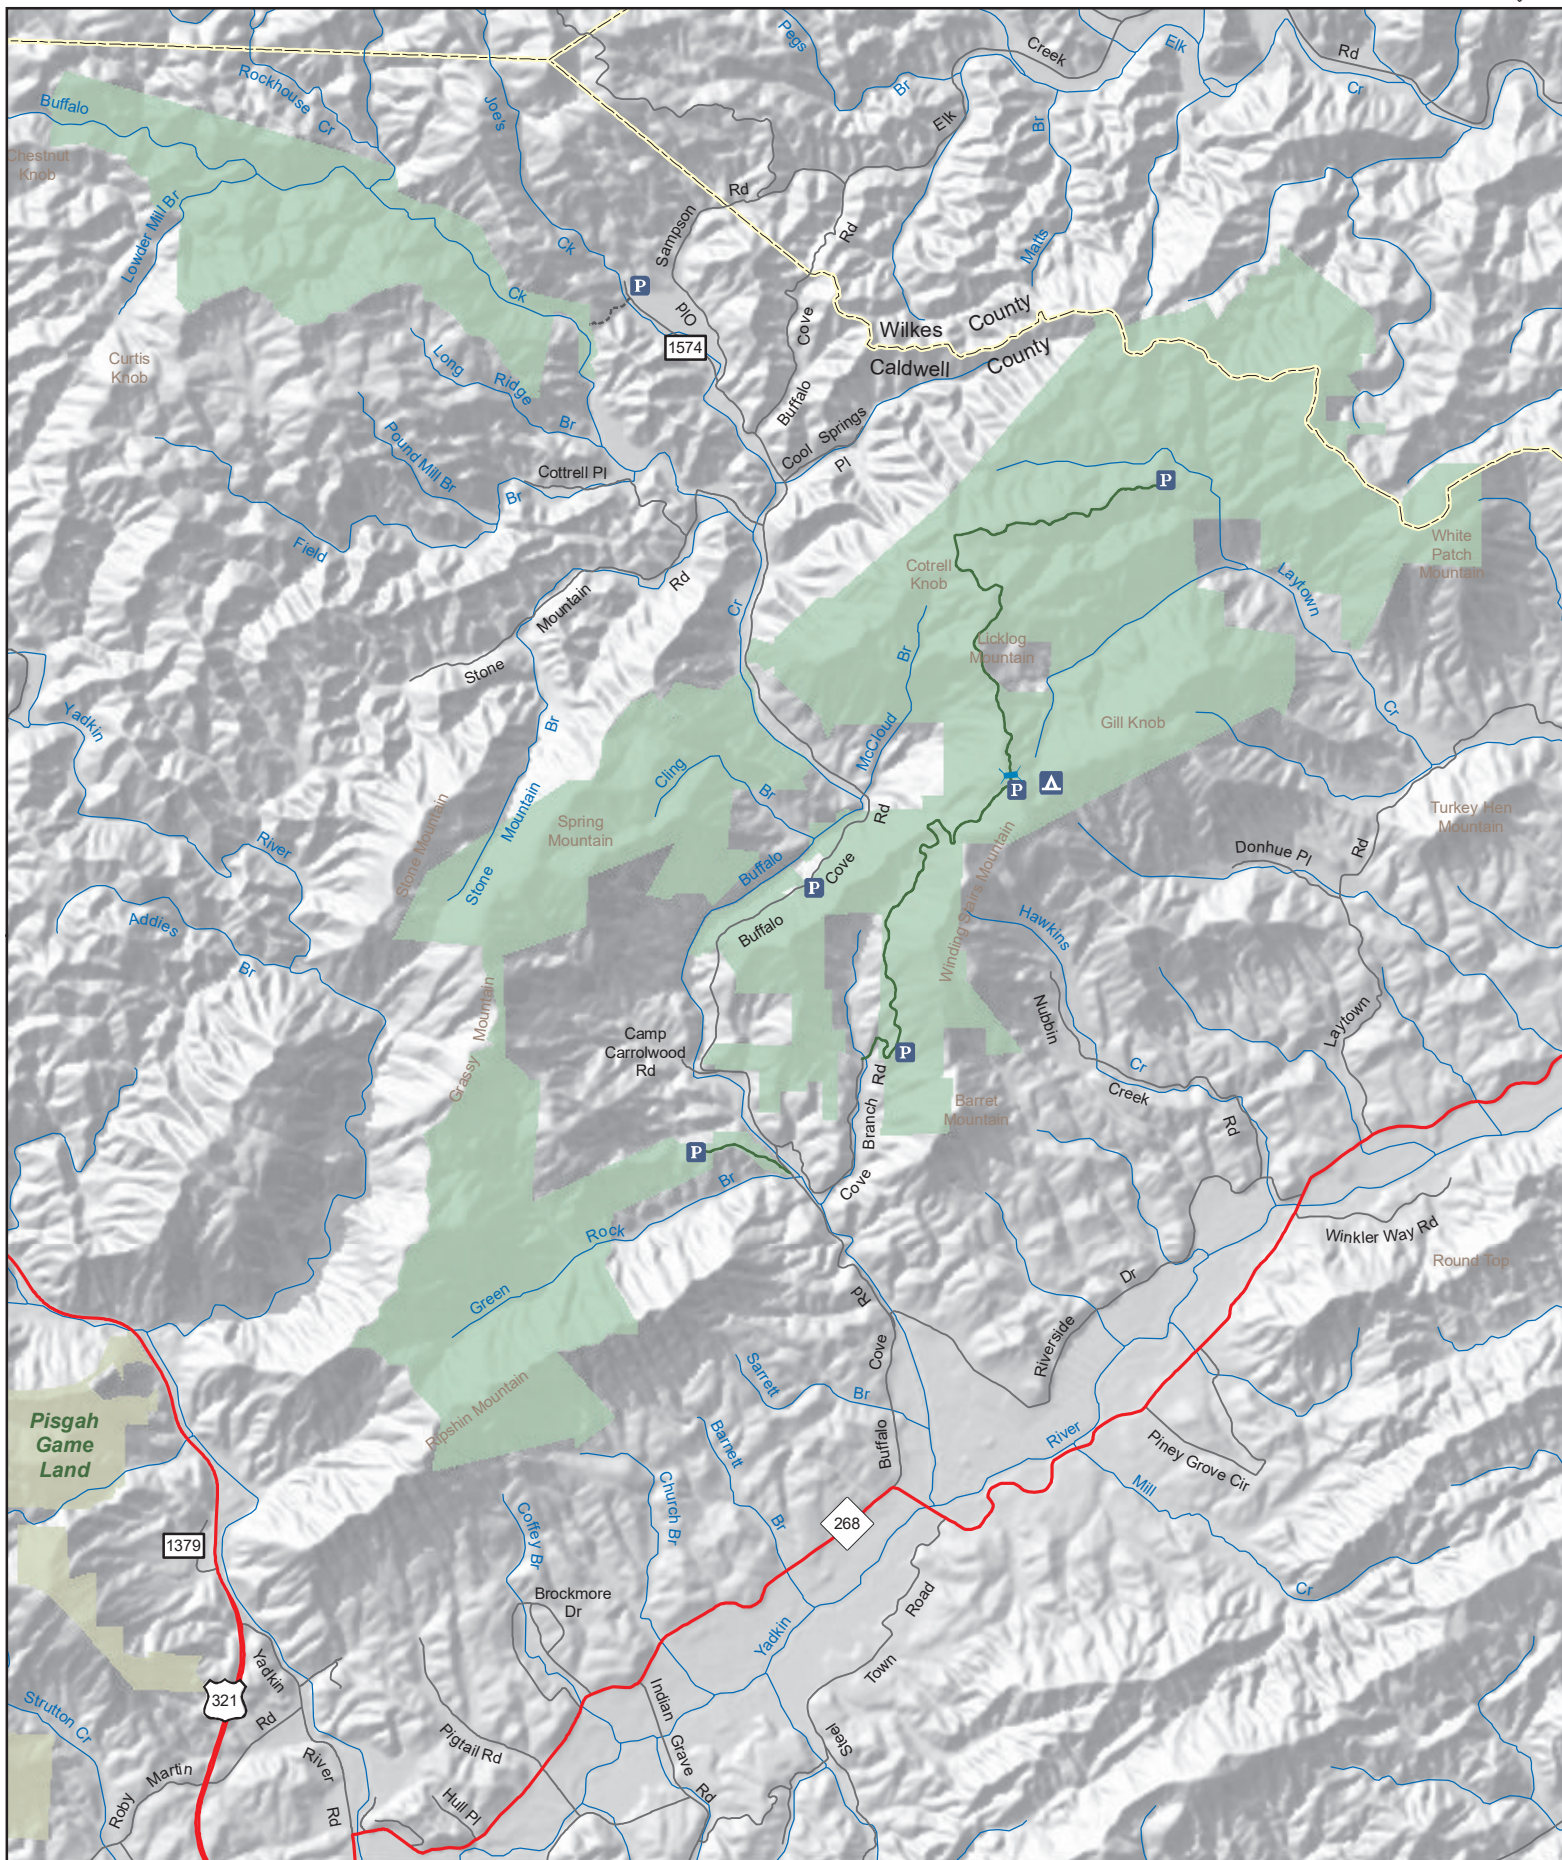 Pegs
Br
Creek
Elk
Rd
Cr
Buffalo
Rockhouse
Cr
Joe's
Ck
Chestnut
Knob
Lowder Mill Br
Elk
Br
Matts
Rd
Sampson
Old
P
1574
Rd
Cove
Buffalo
Wilkes County
Caldwell County
Ck
Curtis
Knob
Long
Ridge
Br
Pound Mill Br
Cottrell Pl
Br
Field
Cool Springs
Pl
P
White
Patch
Mountain
Cotrell
Knob
Laytown
Cr
Stone
Mountain
Rd
Cr
Br
McCloud
Licklog
Mountain
Gill Knob
Yadkin
River
Stone Mountain
Br
Mountain
Stone
Cling
Br
Spring
Mountain
P
Rd
Cove
Buffalo
P
Buffalo
Winding Stairs Mountain
Turkey Hen
Mountain
Donhue Pl
Rd
Laytown
Addies
Br
Hawkins
Cr
Nubbin
Creek
Rd
Grassy Mountain
Camp
Carrolwood
Rd
P
Rd
Branch
Cove
Barret
Mountain
P
Br
Rock
Green
Winkler Way Rd
Round Top
Rd
Cove
Buffalo
Riverside
Dr
Sarrett
Br
Ripshin Mountain
Pisgah
Game
Land
Barnett
Br
River
Piney Grove Cir
Mill
Cr
Church Br
Coffey Br
268
1379
Brockmore
Dr
Yadkin
Road
Town
Steel
321
Yadkin
River
Rd
Strutton Cr
Roby
Martin
Rd
Pigtail Rd
Hull Pl
Indian
Grave
Rd